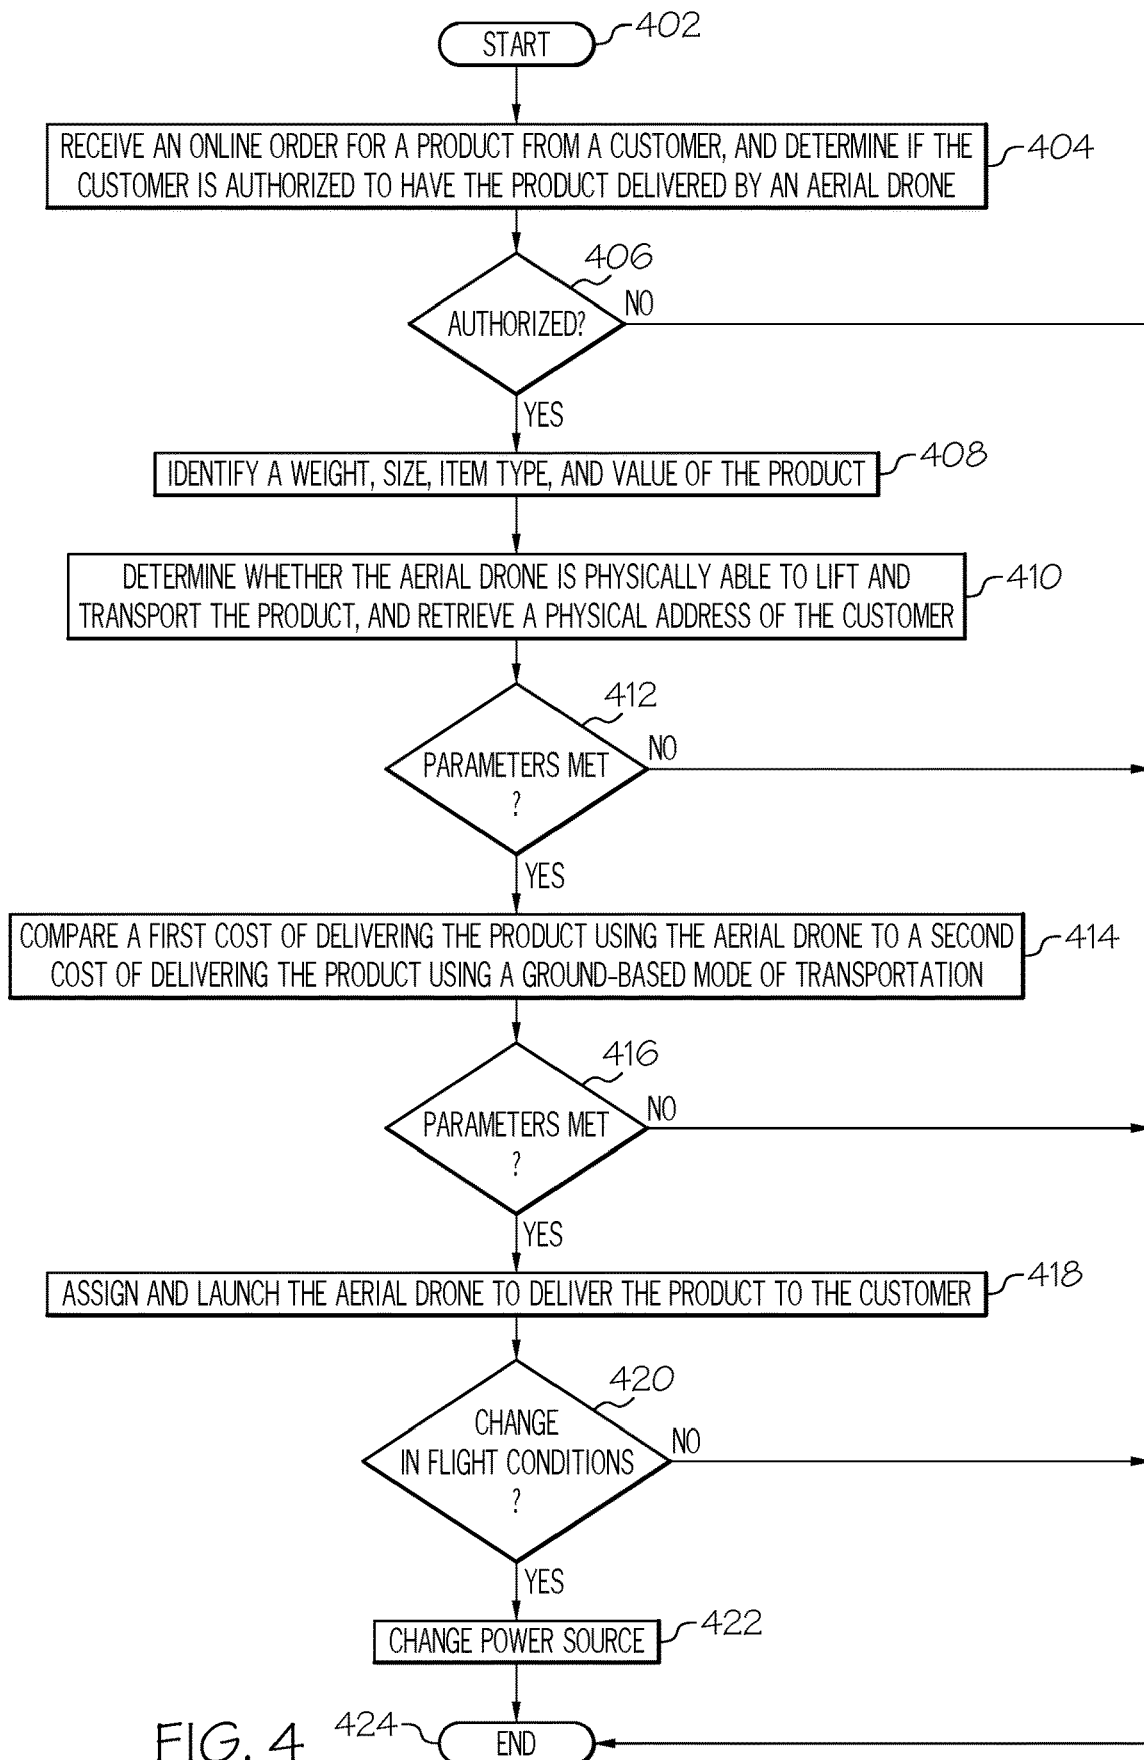 START
402
RECEIVE AN ONLINE ORDER FOR A PRODUCT FROM A CUSTOMER, AND DETERMINE IF THE
CUSTOMER IS AUTHORIZED TO HAVE THE PRODUCT DELIVERED BY AN AERIAL DRONE
404
406
AUTHORIZED?
NO
YES
IDENTIFY A WEIGHT, SIZE, ITEM TYPE, AND VALUE OF THE PRODUCT
408
DETERMINE WHETHER THE AERIAL DRONE IS PHYSICALLY ABLE TO LIFT AND
TRANSPORT THE PRODUCT, AND RETRIEVE A PHYSICAL ADDRESS OF THE CUSTOMER
410
412
PARAMETERS MET
?
NO
YES
COMPARE A FIRST COST OF DELIVERING THE PRODUCT USING THE AERIAL DRONE TO A SECOND
COST OF DELIVERING THE PRODUCT USING A GROUND-BASED MODE OF TRANSPORTATION
414
416
PARAMETERS MET
?
NO
YES
ASSIGN AND LAUNCH THE AERIAL DRONE TO DELIVER THE PRODUCT TO THE CUSTOMER
418
420
CHANGE
IN FLIGHT CONDITIONS
?
NO
YES
CHANGE POWER SOURCE
422
FIG. 4
424
END